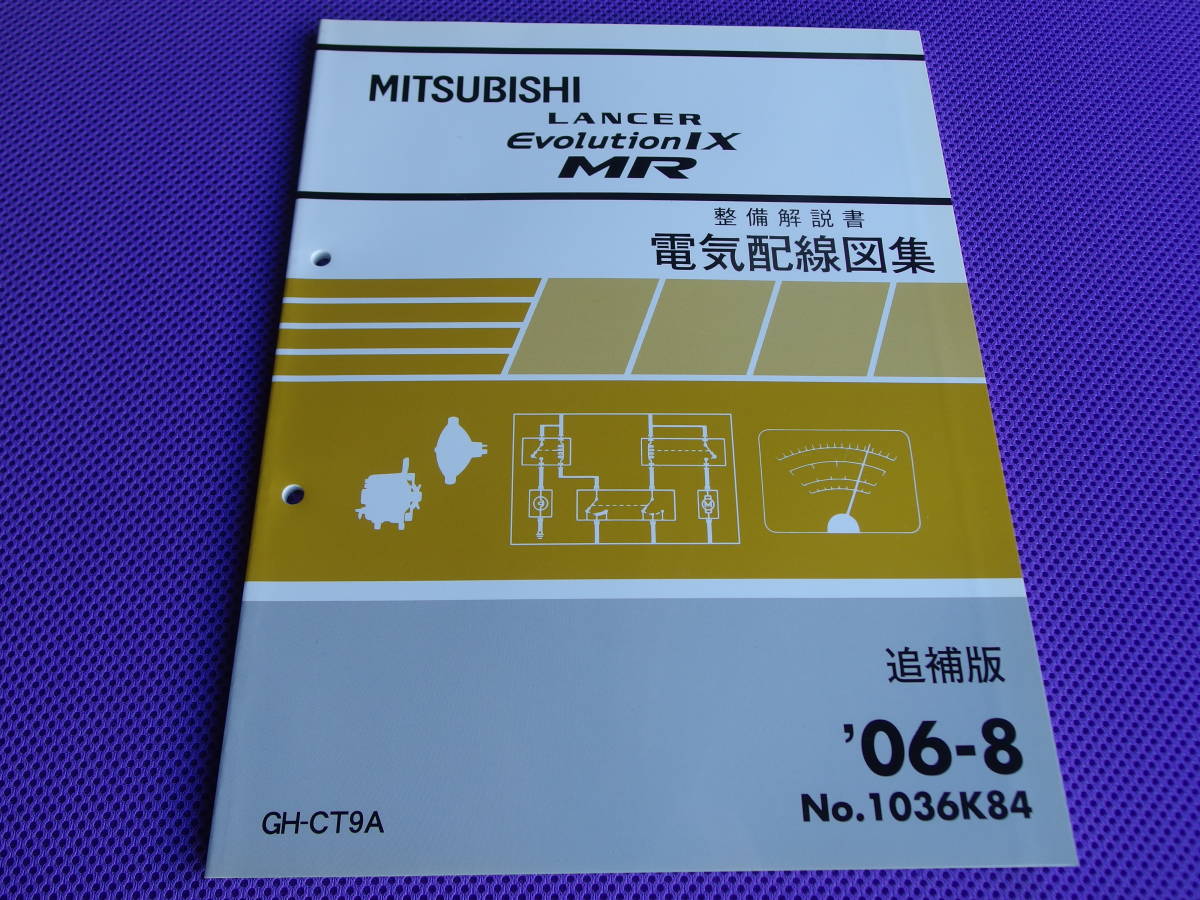 MITSUBISHI
LANCER
Evolution IX
MR
整備解説書
電気配線図集
追補版
'06-8
No.1036K84
GH-CT9A